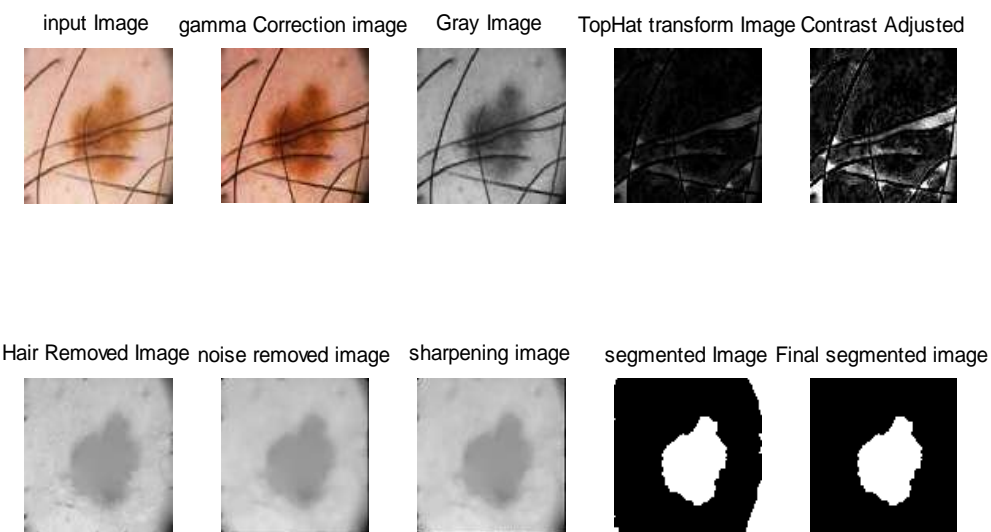 input Image
gamma Correction image
Gray Image
TopHat transform Image
Contrast Adjusted
Hair Removed Image
noise removed image
sharpening image
segmented Image
Final segmented image